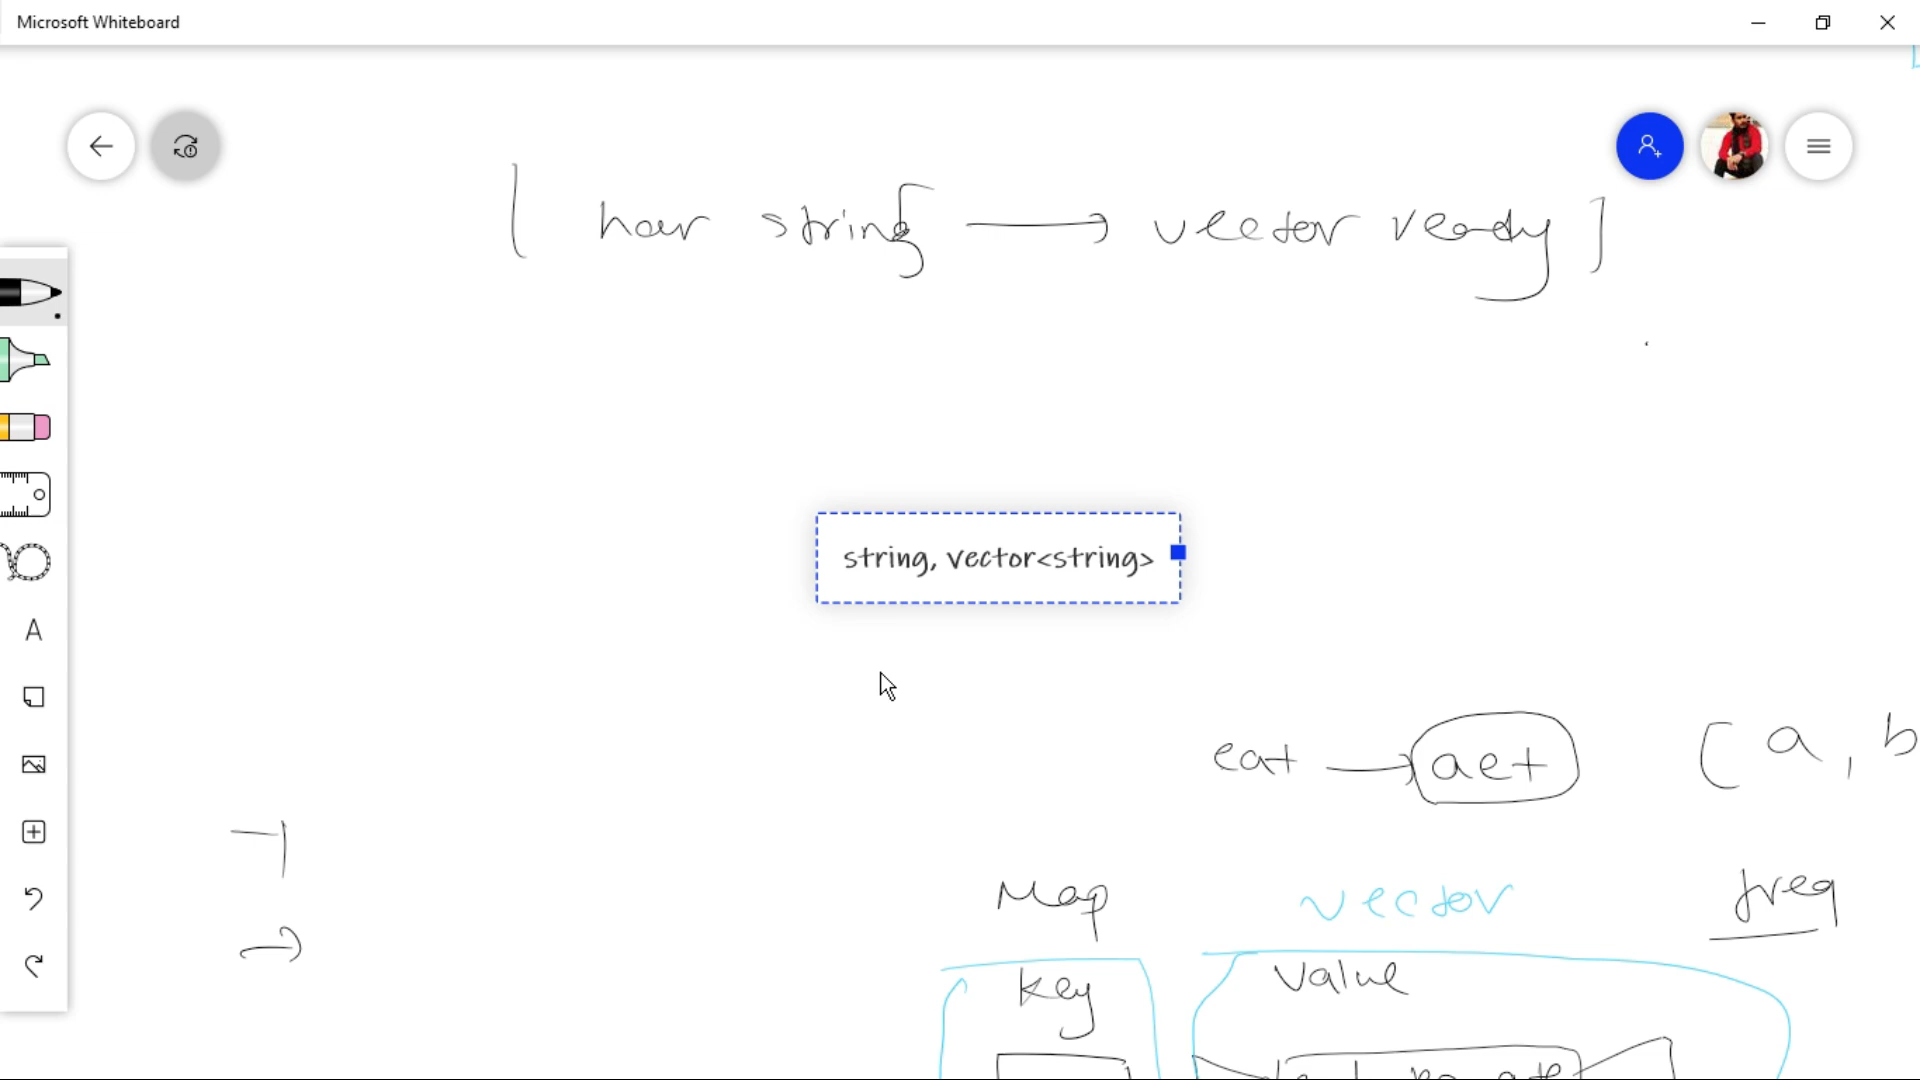 Microsoft Whiteboard
[ har string → vector ready ]
string, vector<string>
eat → aet
[ a, b
Map
vector
freq
Key
Value
A